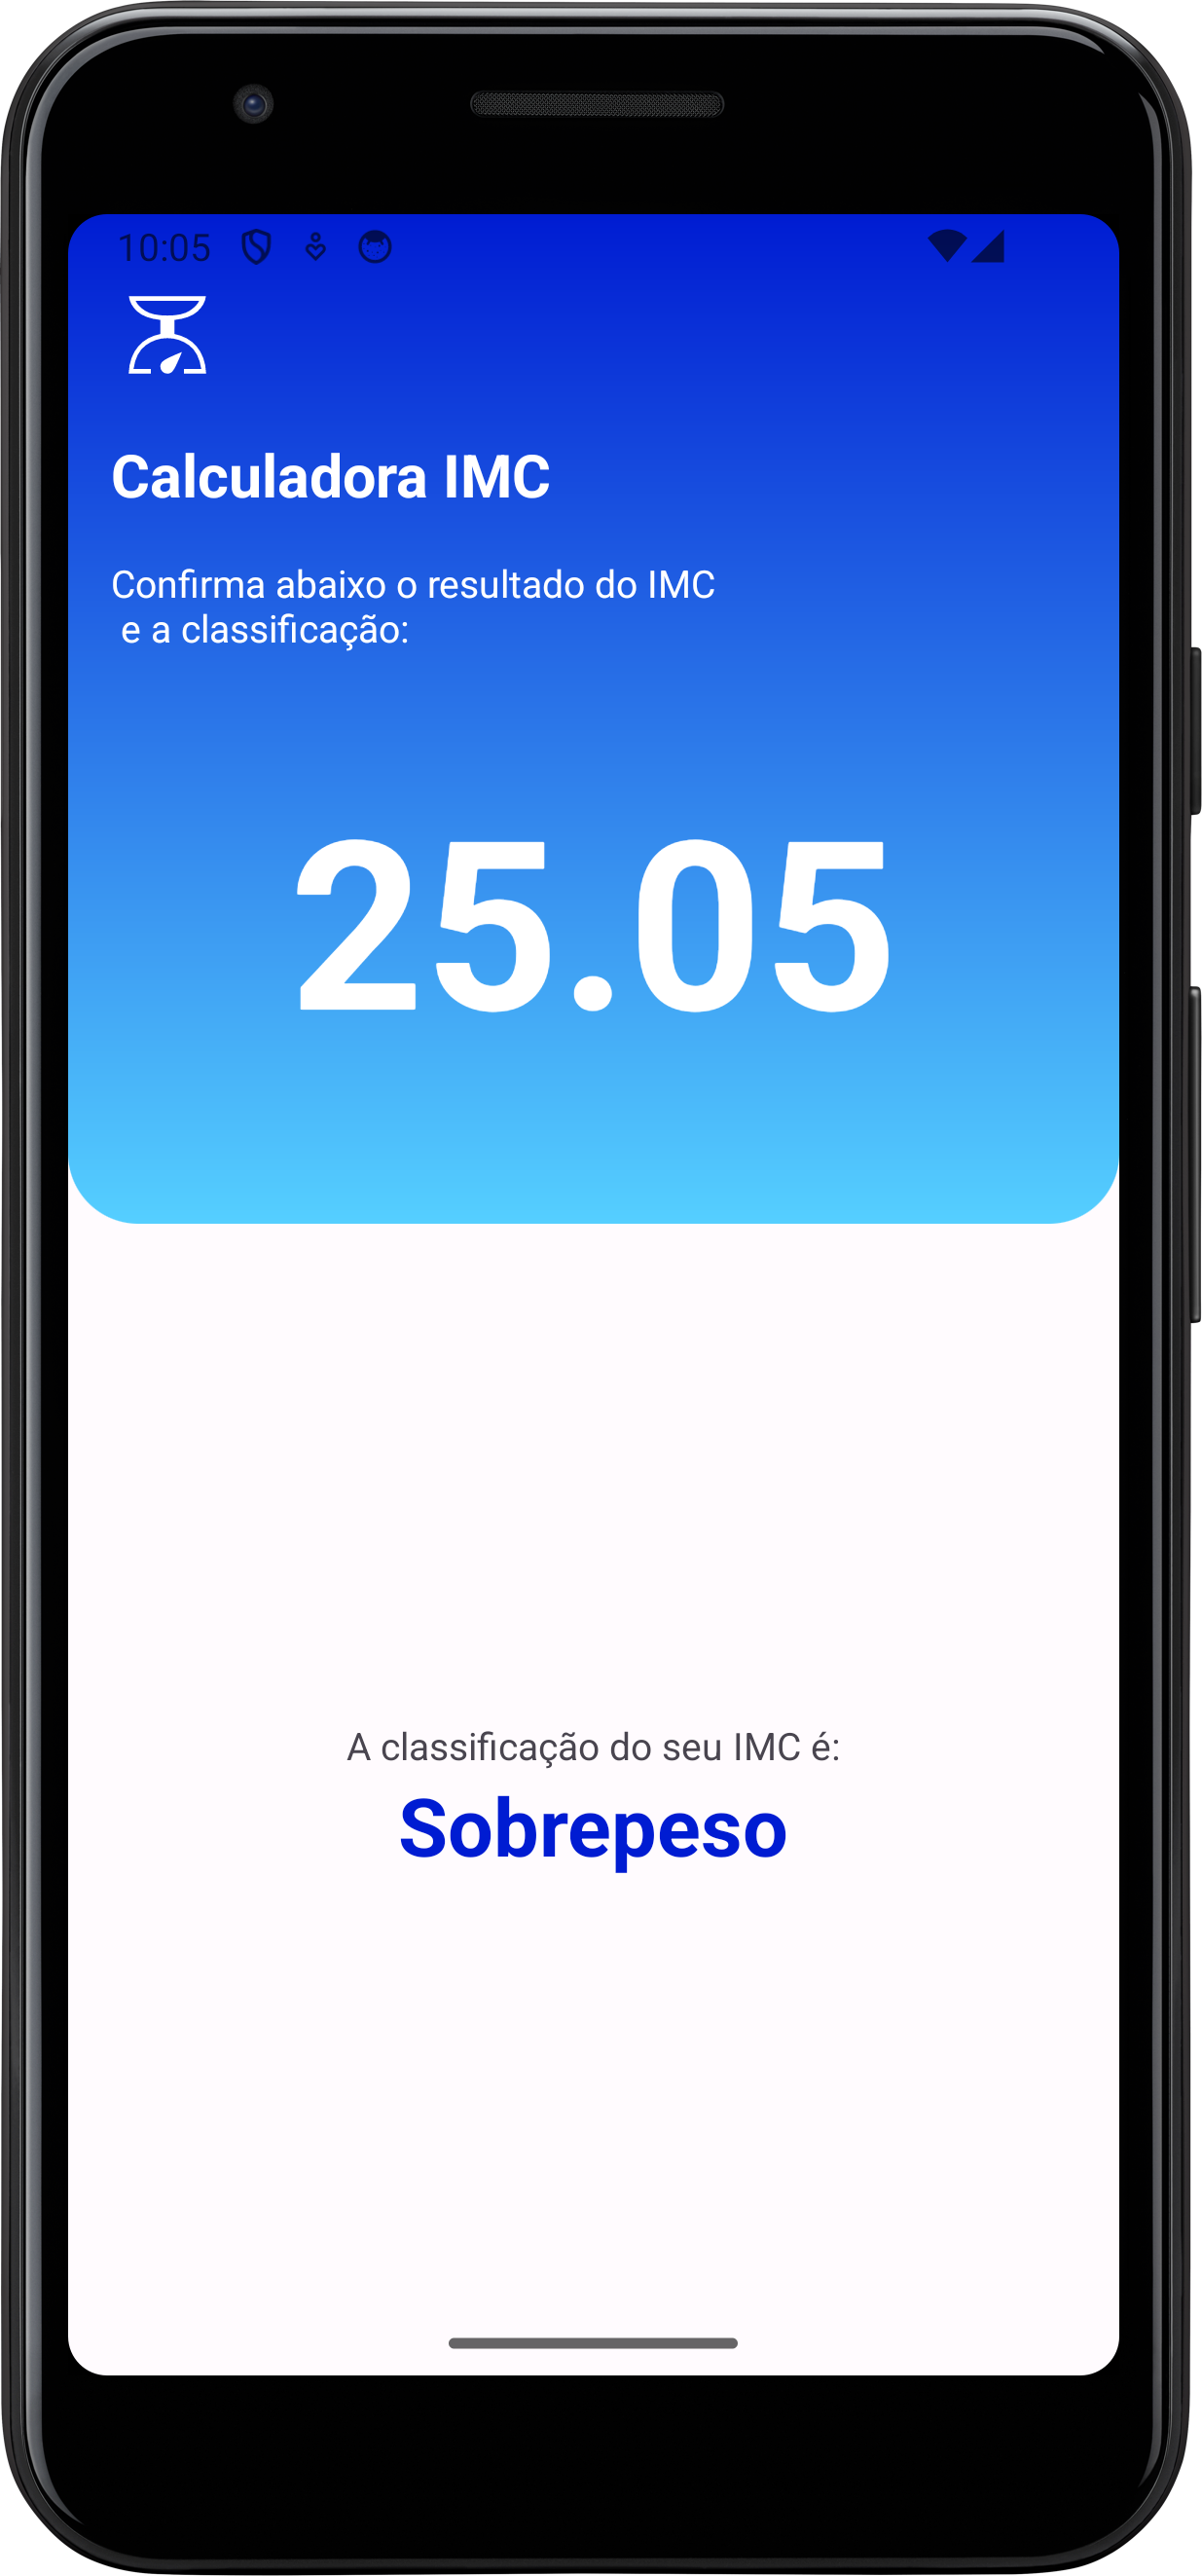 10:05
Calculadora IMC
Confirma abaixo o resultado do IMC
e a classificação:
25.05
A classificação do seu IMC é:
Sobrepeso